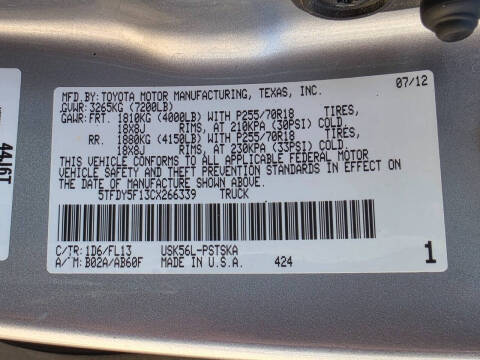 MFD.BY:TOYOTA MOTOR MANUFACTURING, TEXAS, INC. 07/12
GVWR:3265KG (7200LB)
GAWR:FRT. 1810KG (4000LB) WITH P255/70R18 TIRES,
18X8J RIMS, AT 210KPA (30PSI) COLD.
RR. 1880KG (4150LB) WITH P255/70R18 TIRES,
18X8J RIMS, AT 230KPA (33PSI) COLD.
THIS VEHICLE CONFORMS TO ALL APPLICABLE FEDERAL MOTOR
VEHICLE SAFETY AND THEFT PREVENTION STANDARDS IN EFFECT ON
THE DATE OF MANUFACTURE SHOWN ABOVE.
5TFDY5F13CX266339 TRUCK
C/TR:1D6/FL13 USK56L-PSTSKA
A/M:B02A/AB60F MADE IN U.S.A. 424 1